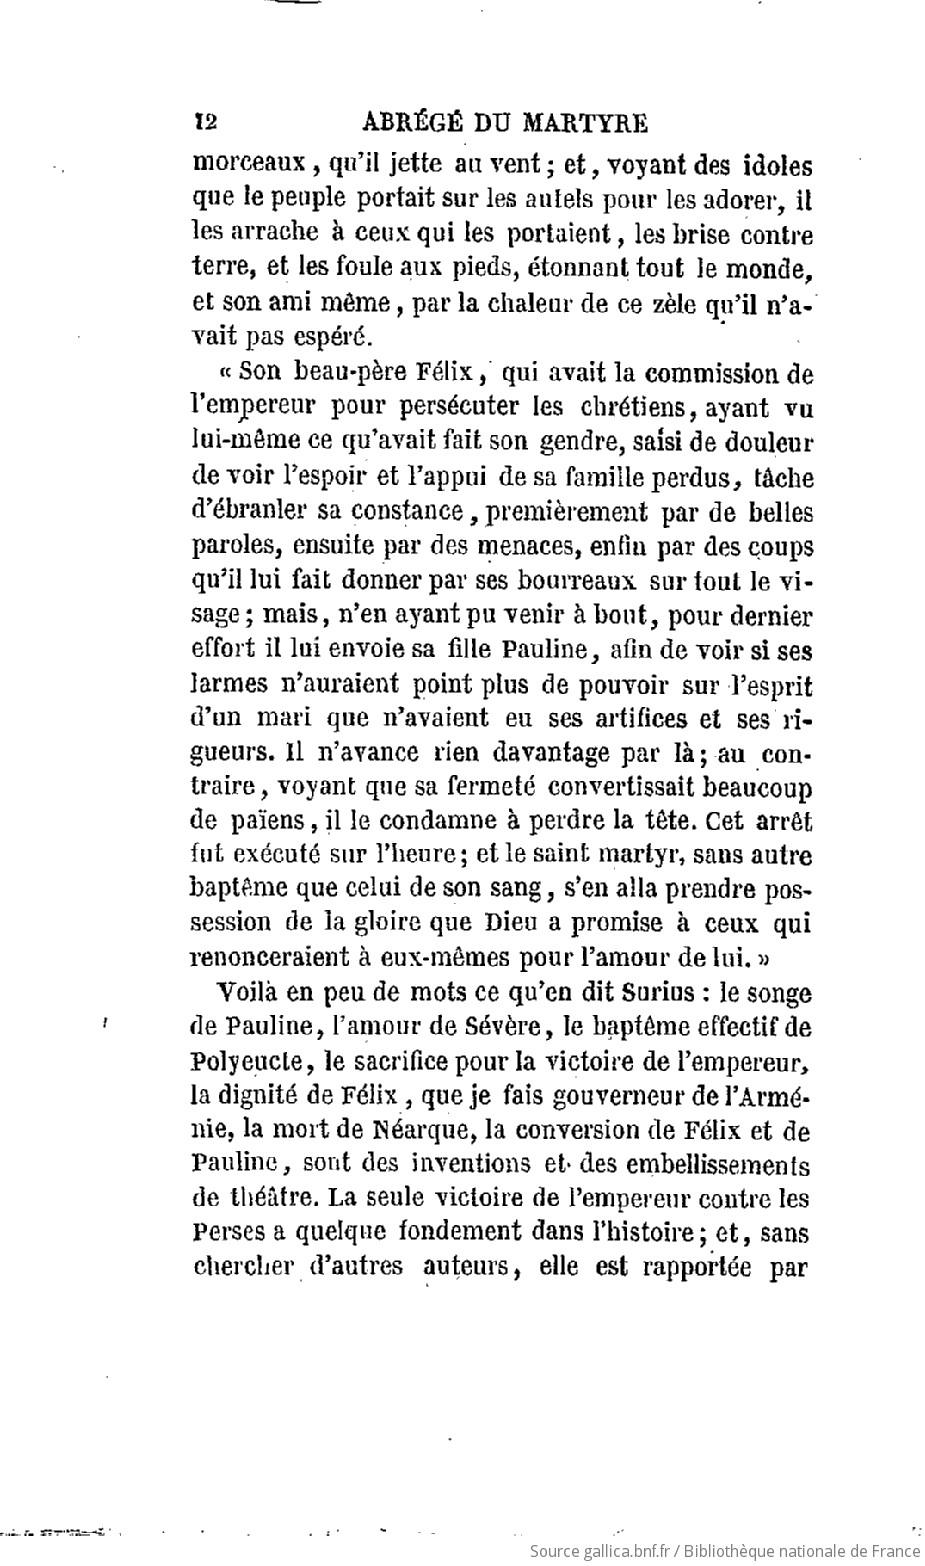 12 ABRÉGÉ DU MARTYRE
morceaux, qu'il jette au vent; et, voyant des idoles
que le peuple portait sur les autels pour les adorer, il
les arrache à ceux qui les portaient, les brise contre
terre, et les foule aux pieds, étonnant tout le monde,
et son ami même, par la chaleur de ce zèle qu'il n'a-
vait pas espéré.
« Son beau-père Félix, qui avait la commission de
l'empereur pour persécuter les chrétiens, ayant vu
lui-même ce qu'avait fait son gendre, saisi de douleur
de voir l'espoir et l'appui de sa famille perdus, tâche
d'ébranler sa constance, premièrement par de belles
paroles, ensuite par des menaces, enfin par des coups
qu'il lui fait donner par ses bourreaux sur tout le vi-
sage; mais, n'en ayant pu venir à bout, pour dernier
effort il lui envoie sa fille Pauline, afin de voir si ses
larmes n'auraient point plus de pouvoir sur l'esprit
d'un mari que n'avaient eu ses artifices et ses ri-
gueurs. Il n'avance rien davantage par là; au con-
traire, voyant que sa fermeté convertissait beaucoup
de païens, il le condamne à perdre la tête. Cet arrêt
fut exécuté sur l'heure; et le saint martyr, sans autre
baptême que celui de son sang, s'en alla prendre pos-
session de la gloire que Dieu a promise à ceux qui
renonceraient à eux-mêmes pour l'amour de lui. »
Voilà en peu de mots ce qu'en dit Surius : le songe
de Pauline, l'amour de Sévère, le baptême effectif de
Polyeucte, le sacrifice pour la victoire de l'empereur,
la dignité de Félix, que je fais gouverneur de l'Armé-
nie, la mort de Néarque, la conversion de Félix et de
Pauline, sont des inventions et des embellissements
de théâtre. La seule victoire de l'empereur contre les
Perses a quelque fondement dans l'histoire; et, sans
chercher d'autres auteurs, elle est rapportée par
Source gallica.bnf.fr / Bibliothèque nationale de France